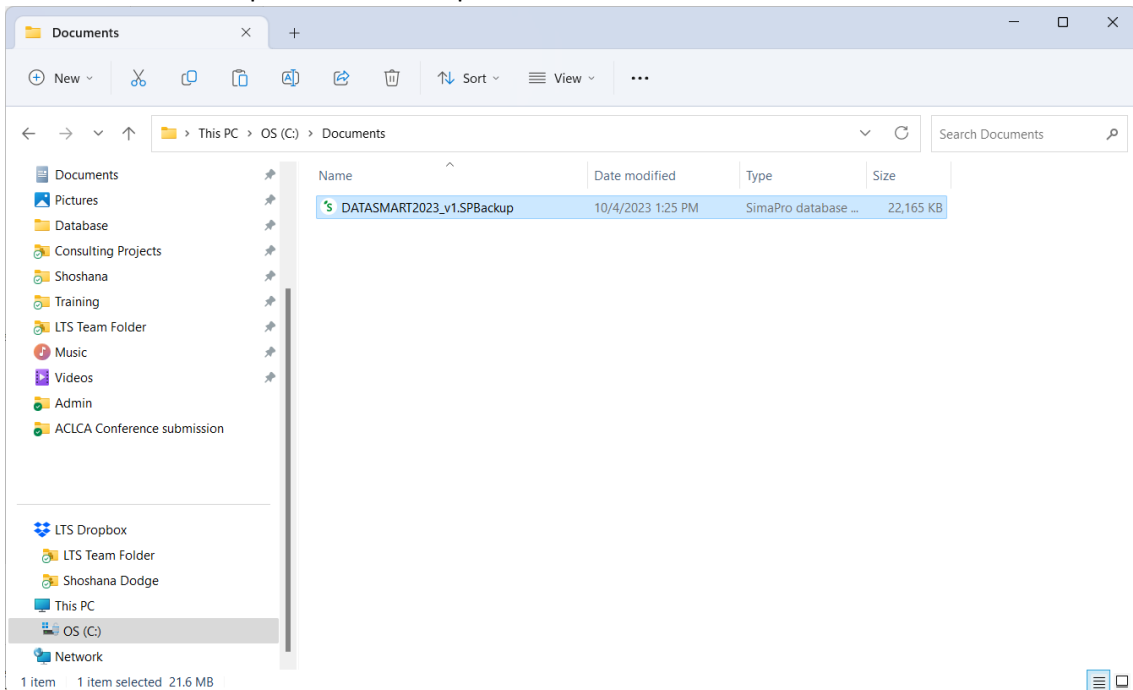 Documents
New
Sort
View
This PC > OS (C:) > Documents
Search Documents
Documents
Pictures
Database
Consulting Projects
Shoshana
Training
LTS Team Folder
Music
Videos
Admin
ACLCA Conference submission
LTS Dropbox
LTS Team Folder
Shoshana Dodge
This PC
OS (C:)
Network
Name Date modified Type Size
DATASMART2023_v1.SPBackup 10/4/2023 1:25 PM SimaPro database ... 22,165 KB
1 item 1 item selected 21.6 MB